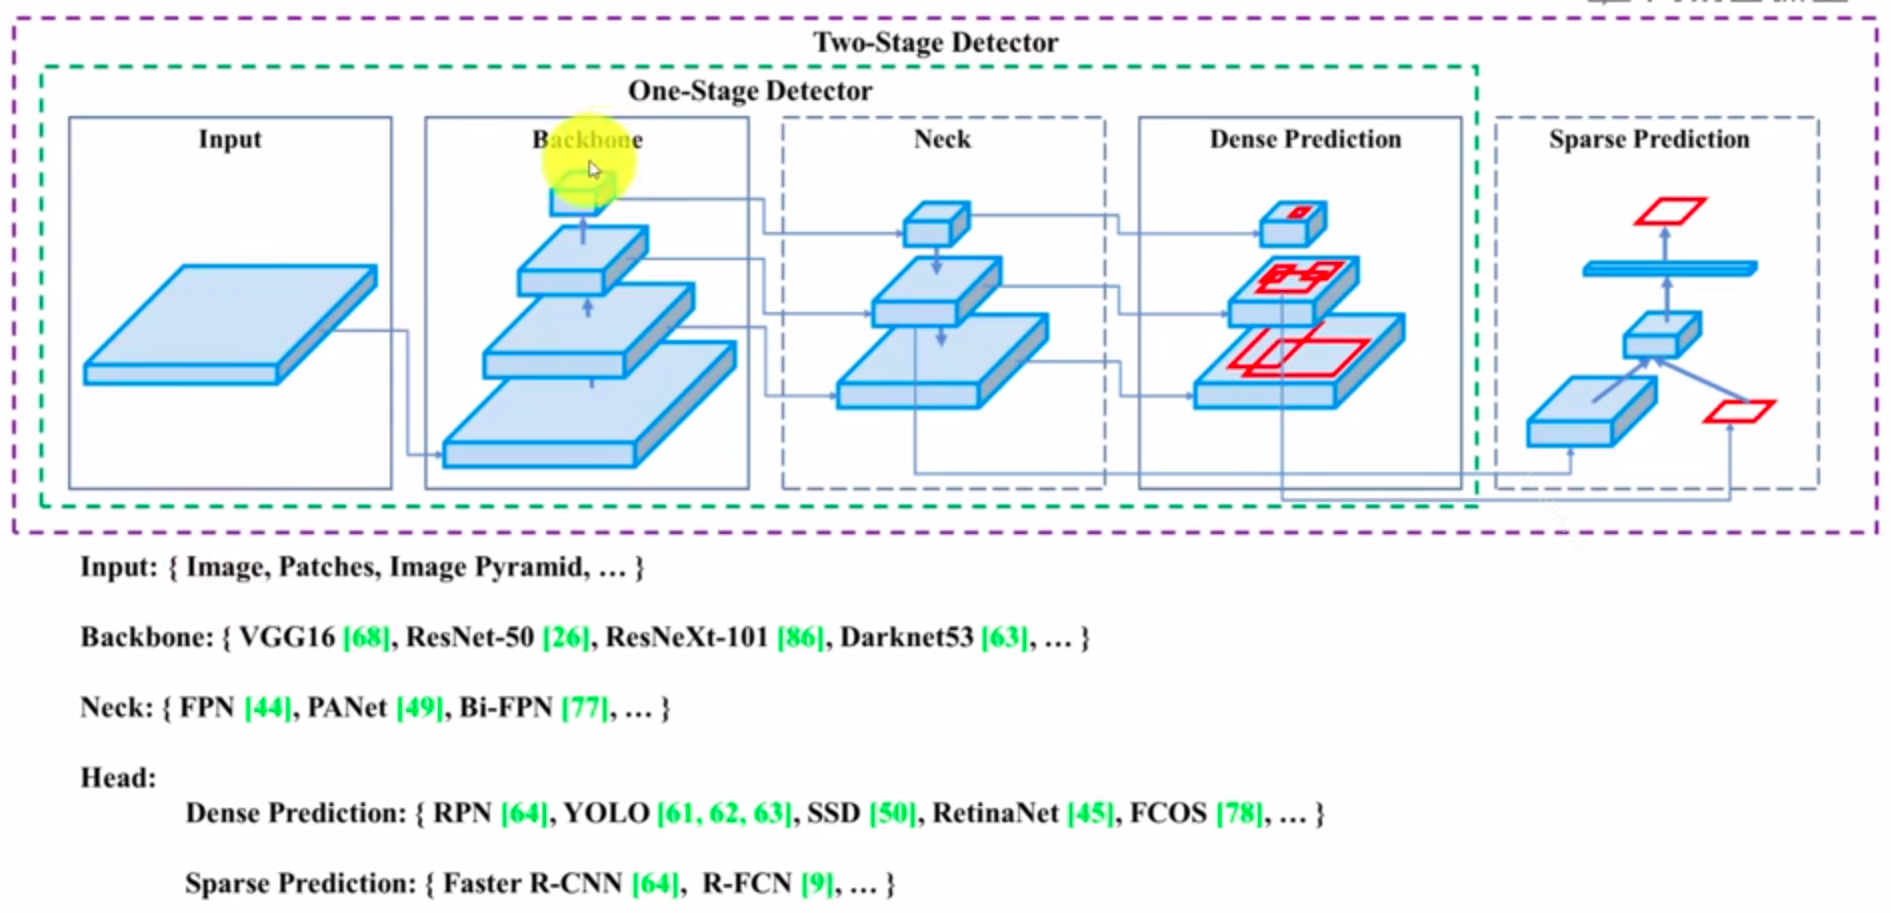 Two-Stage Detector
One-Stage Detector
Input
Backbone
Neck
Dense Prediction
Sparse Prediction
Input: { Image, Patches, Image Pyramid, … }
Backbone: { VGG16 [68], ResNet-50 [26], ResNeXt-101 [86], Darknet53 [63], … }
Neck: { FPN [44], PANet [49], Bi-FPN [77], … }
Head:
Dense Prediction: { RPN [64], YOLO [61, 62, 63], SSD [50], RetinaNet [45], FCOS [78], … }
Sparse Prediction: { Faster R-CNN [64], R-FCN [9], … }